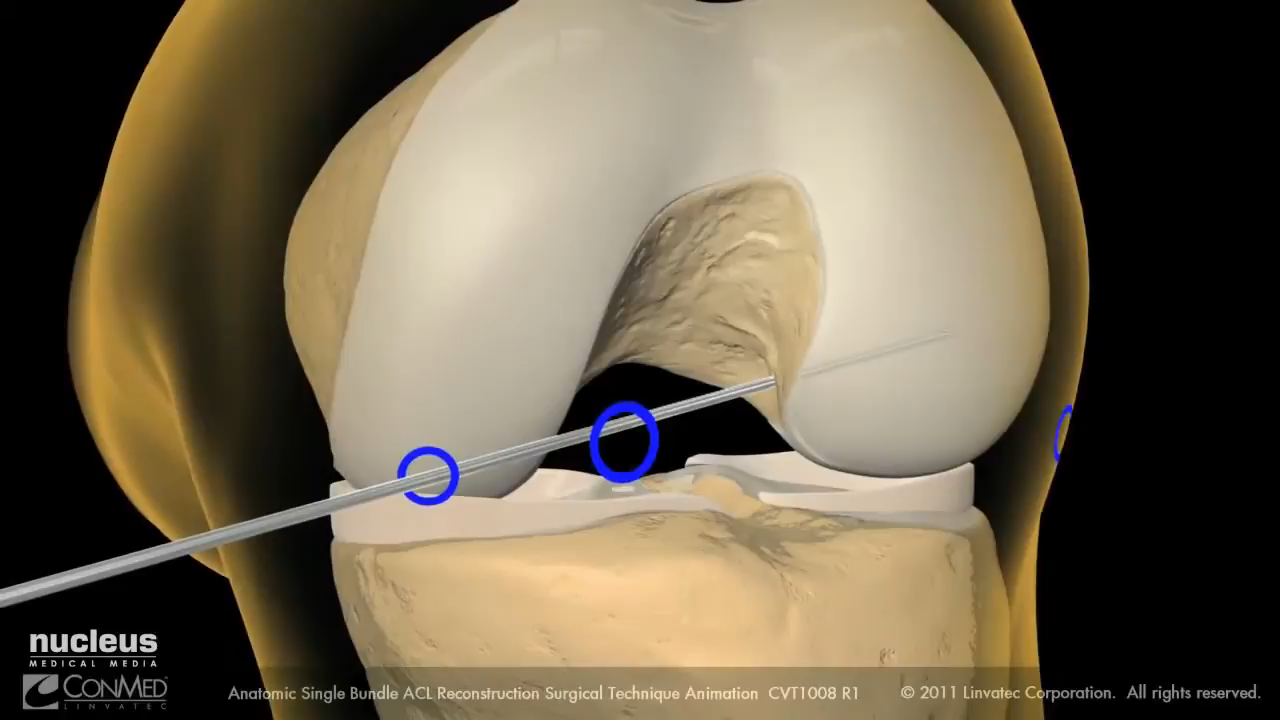 nucleus
MEDICAL MEDIA
CONMED
LINVATEC
Anatomic Single Bundle ACL Reconstruction Surgical Technique Animation CVT1008 R1 © 2011 Linvatec Corporation. All rights reserved.